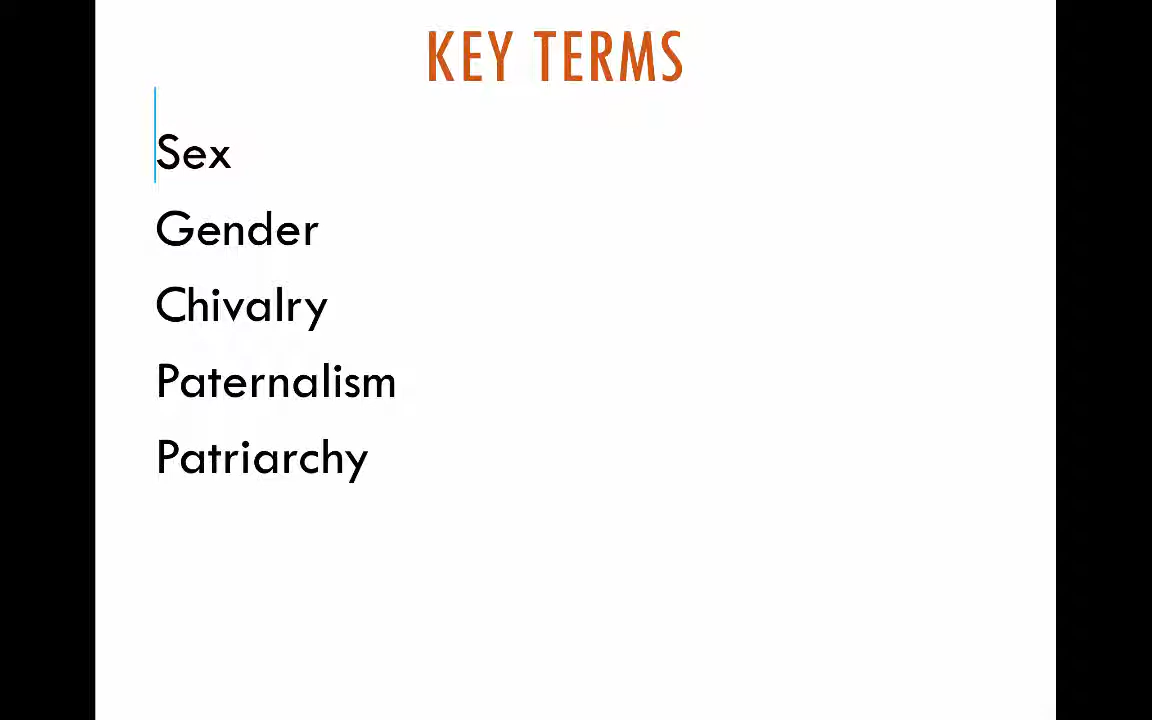 KEY TERMS
Sex
Gender
Chivalry
Paternalism
Patriarchy